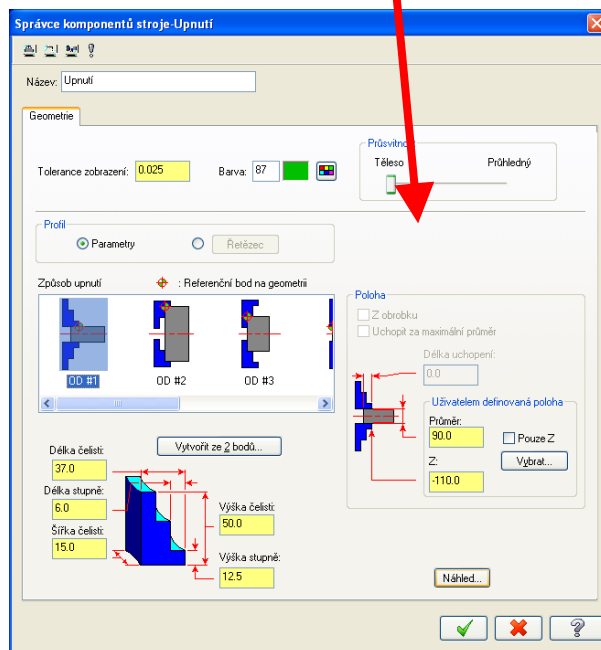 Správce komponentů stroje-Upnutí
Název: Upnutí
Geometrie
Průsvitno
Těleso Průhledný
Tolerance zobrazení: 0.025 Barva: 87
Profil
Parametry Řetězec
Způsob upnutí : Referenční bod na geometrii
OD #1 OD #2 OD #3
Poloha
Z obrobku
Uchopit za maximální průměr
Délka uchopení:
0.0
Uživatelem definovaná poloha
Průměr:
90.0 Pouze Z
Z: Vybrat...
-110.0
Vytvořit ze 2 bodů...
Délka čelisti:
37.0
Délka stupně:
6.0
Šířka čelisti:
15.0
Výška čelisti:
50.0
Výška stupně:
12.5
Náhled...